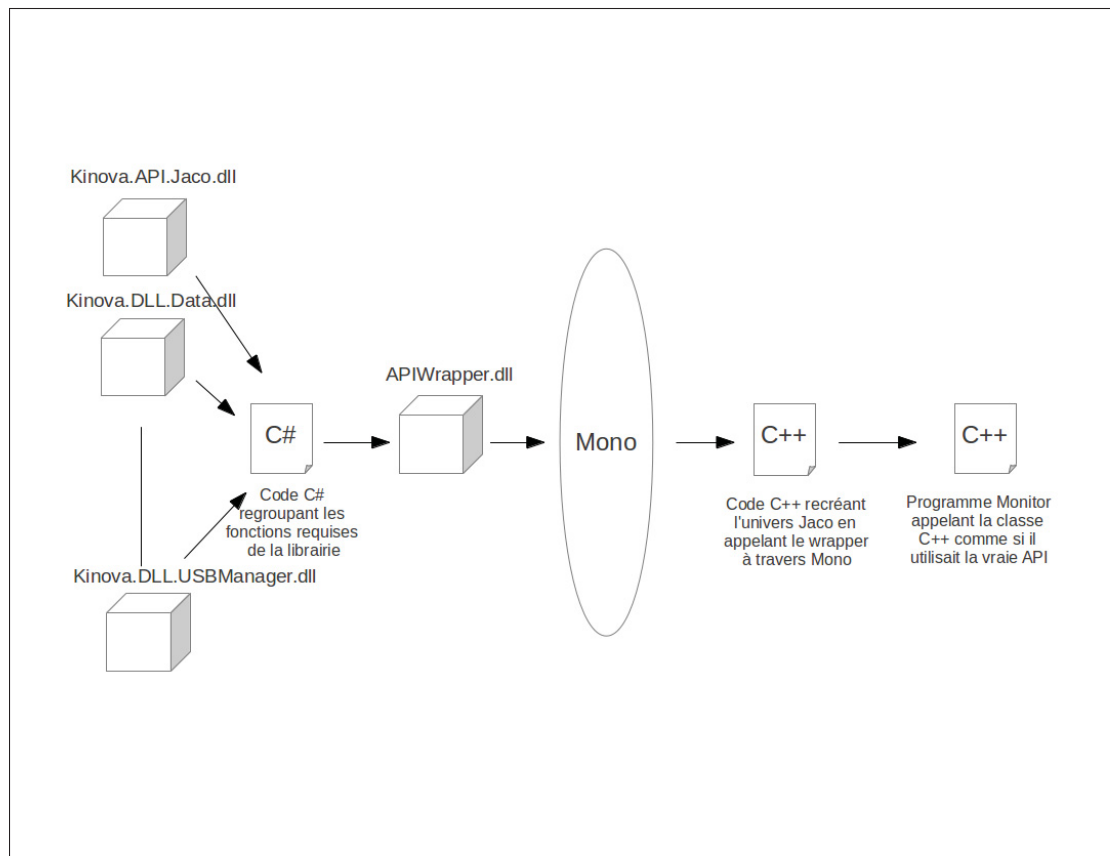 Kinova.API.Jaco.dll
Kinova.DLL.Data.dll
Kinova.DLL.USBManager.dll
C#
Code C#
regroupant les
fonctions requises
de la librairie
APIWrapper.dll
Mono
C++
Code C++ recréant
l'univers Jaco en
appelant le wrapper
à travers Mono
C++
Programme Monitor
appelant la classe
C++ comme si il
utilisait la vraie API